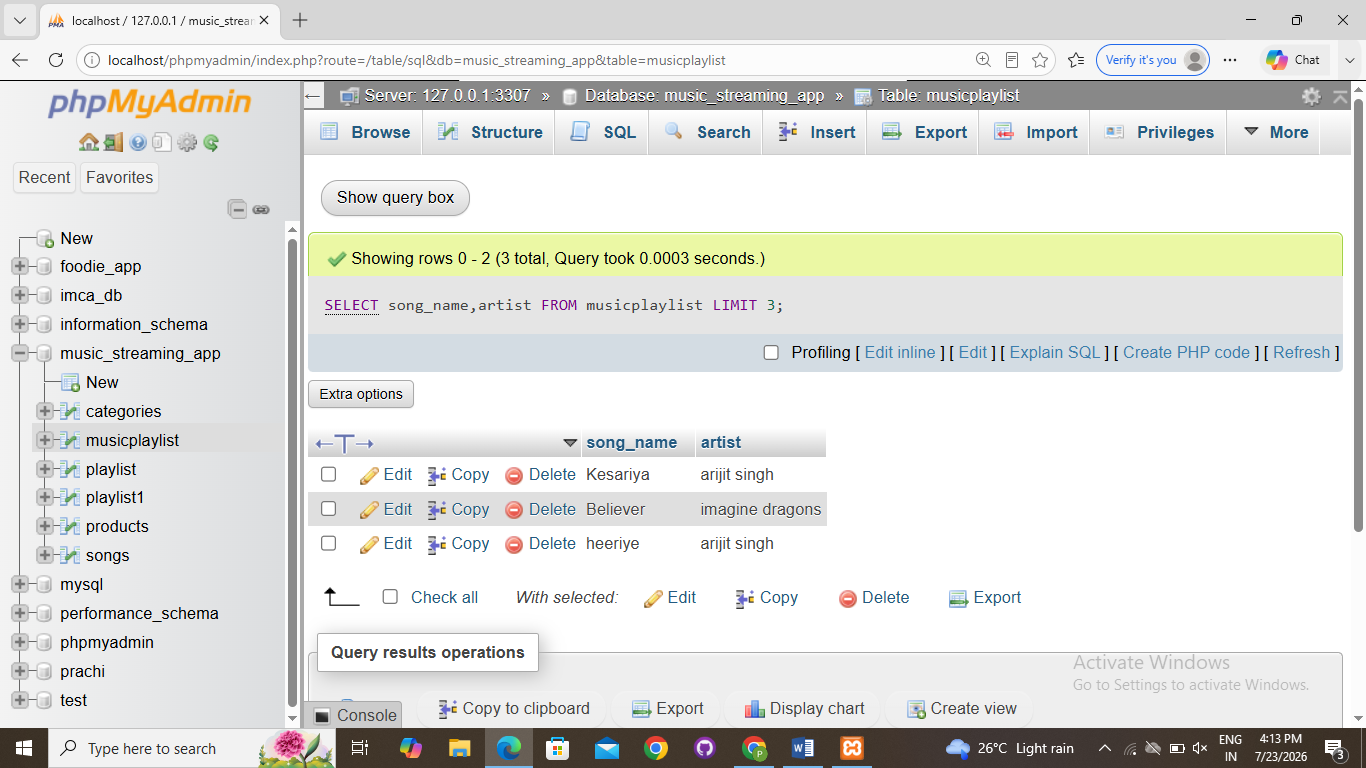 localhost / 127.0.0.1 / music_strear
localhost/phpmyadmin/index.php?route=/table/sql&db=music_streaming_app&table=musicplaylist
Verify it's you
Chat
phpMyAdmin
Recent
Favorites
New
foodie_app
imca_db
information_schema
music_streaming_app
New
categories
musicplaylist
playlist
playlist1
products
songs
mysql
performance_schema
phpmyadmin
prachi
test
Server: 127.0.0.1:3307 » Database: music_streaming_app » Table: musicplaylist
Browse Structure SQL Search Insert Export Import Privileges More
Show query box
Showing rows 0 - 2 (3 total, Query took 0.0003 seconds.)
SELECT song_name,artist FROM musicplaylist LIMIT 3;
Profiling [ Edit inline ] [ Edit ] [ Explain SQL ] [ Create PHP code ] [ Refresh ]
Extra options
←T→ song_name artist
Edit Copy Delete Kesariya arijit singh
Edit Copy Delete Believer imagine dragons
Edit Copy Delete heeriye arijit singh
Check all With selected: Edit Copy Delete Export
Query results operations
Copy to clipboard Export Display chart Create view
Console
Activate Windows
Go to Settings to activate Windows.
Type here to search
26°C Light rain
ENG
IN
4:13 PM
7/23/2026
3